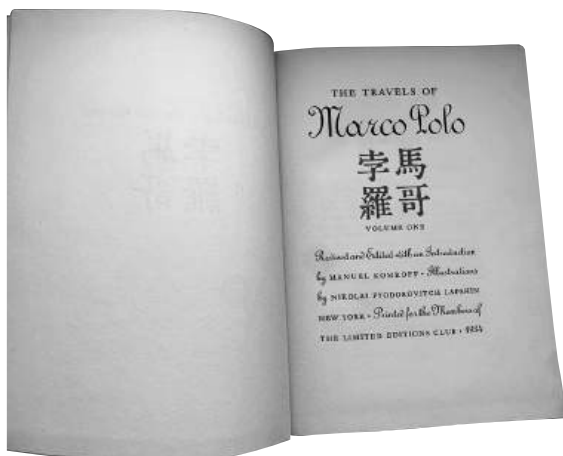 THE TRAVELS OF
Marco Polo
馬哥
孛羅
VOLUME ONE
Revised and Edited with an Introduction
by MANUEL KOMROFF · Illustrations
by NIKOLAI FYODOROVITCH LAPSHIN
NEW YORK · Printed for the Members of
THE LIMITED EDITIONS CLUB · 1934